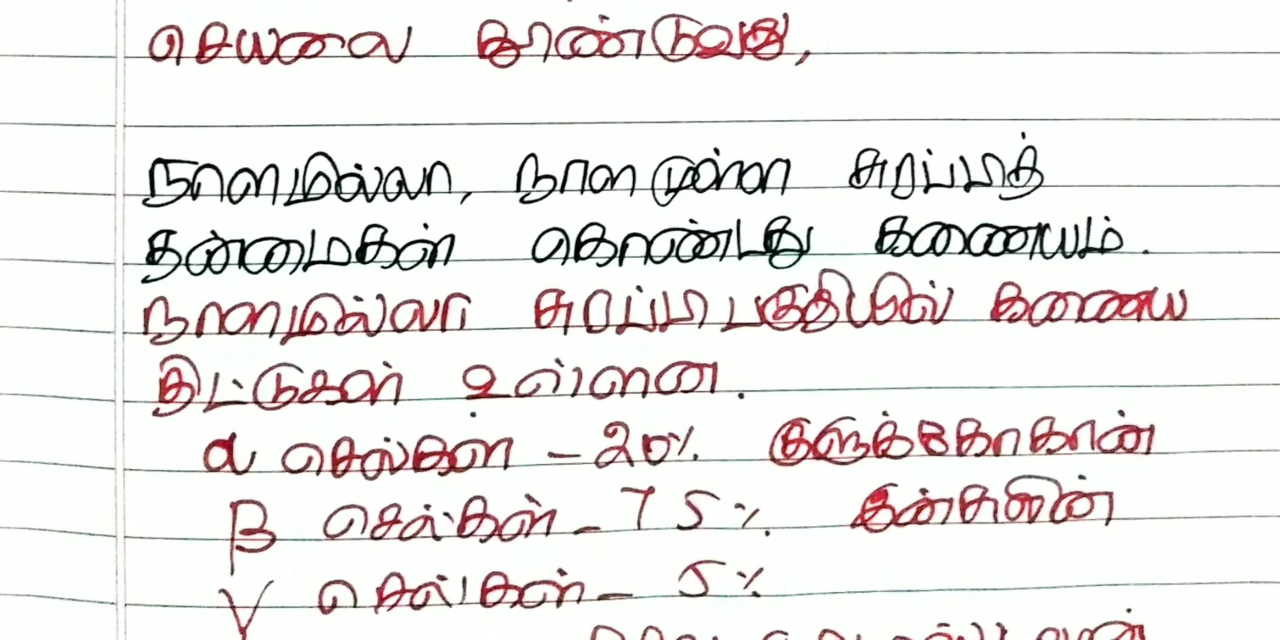 செயலை தூண்டுவது,
நாளமில்லா, நாளமுள்ள சுரப்பித்
தன்மைகள் கொண்டது கணையம்.
நாளமில்லா சுரப்பி பகுதியில் கணைய
திட்டுகள் உள்ளன.
α செல்கள் - 20% குளுக்கோகான்
β செல்கள் - 75% இன்சுலின்
γ செல்கள் - 5%